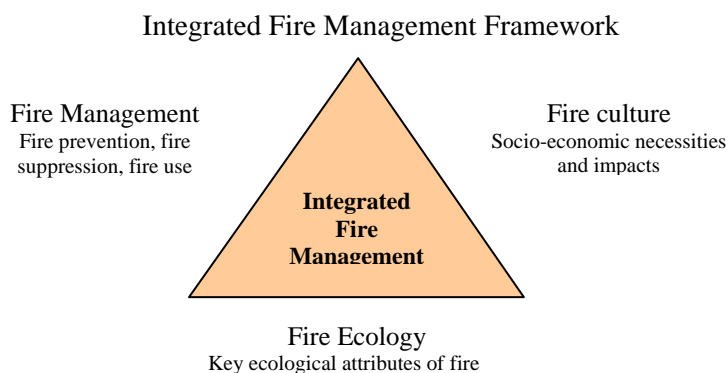 Integrated Fire Management Framework
Fire Management
Fire prevention, fire
suppression, fire use
Fire culture
Socio-economic necessities
and impacts
Integrated
Fire
Management
Fire Ecology
Key ecological attributes of fire